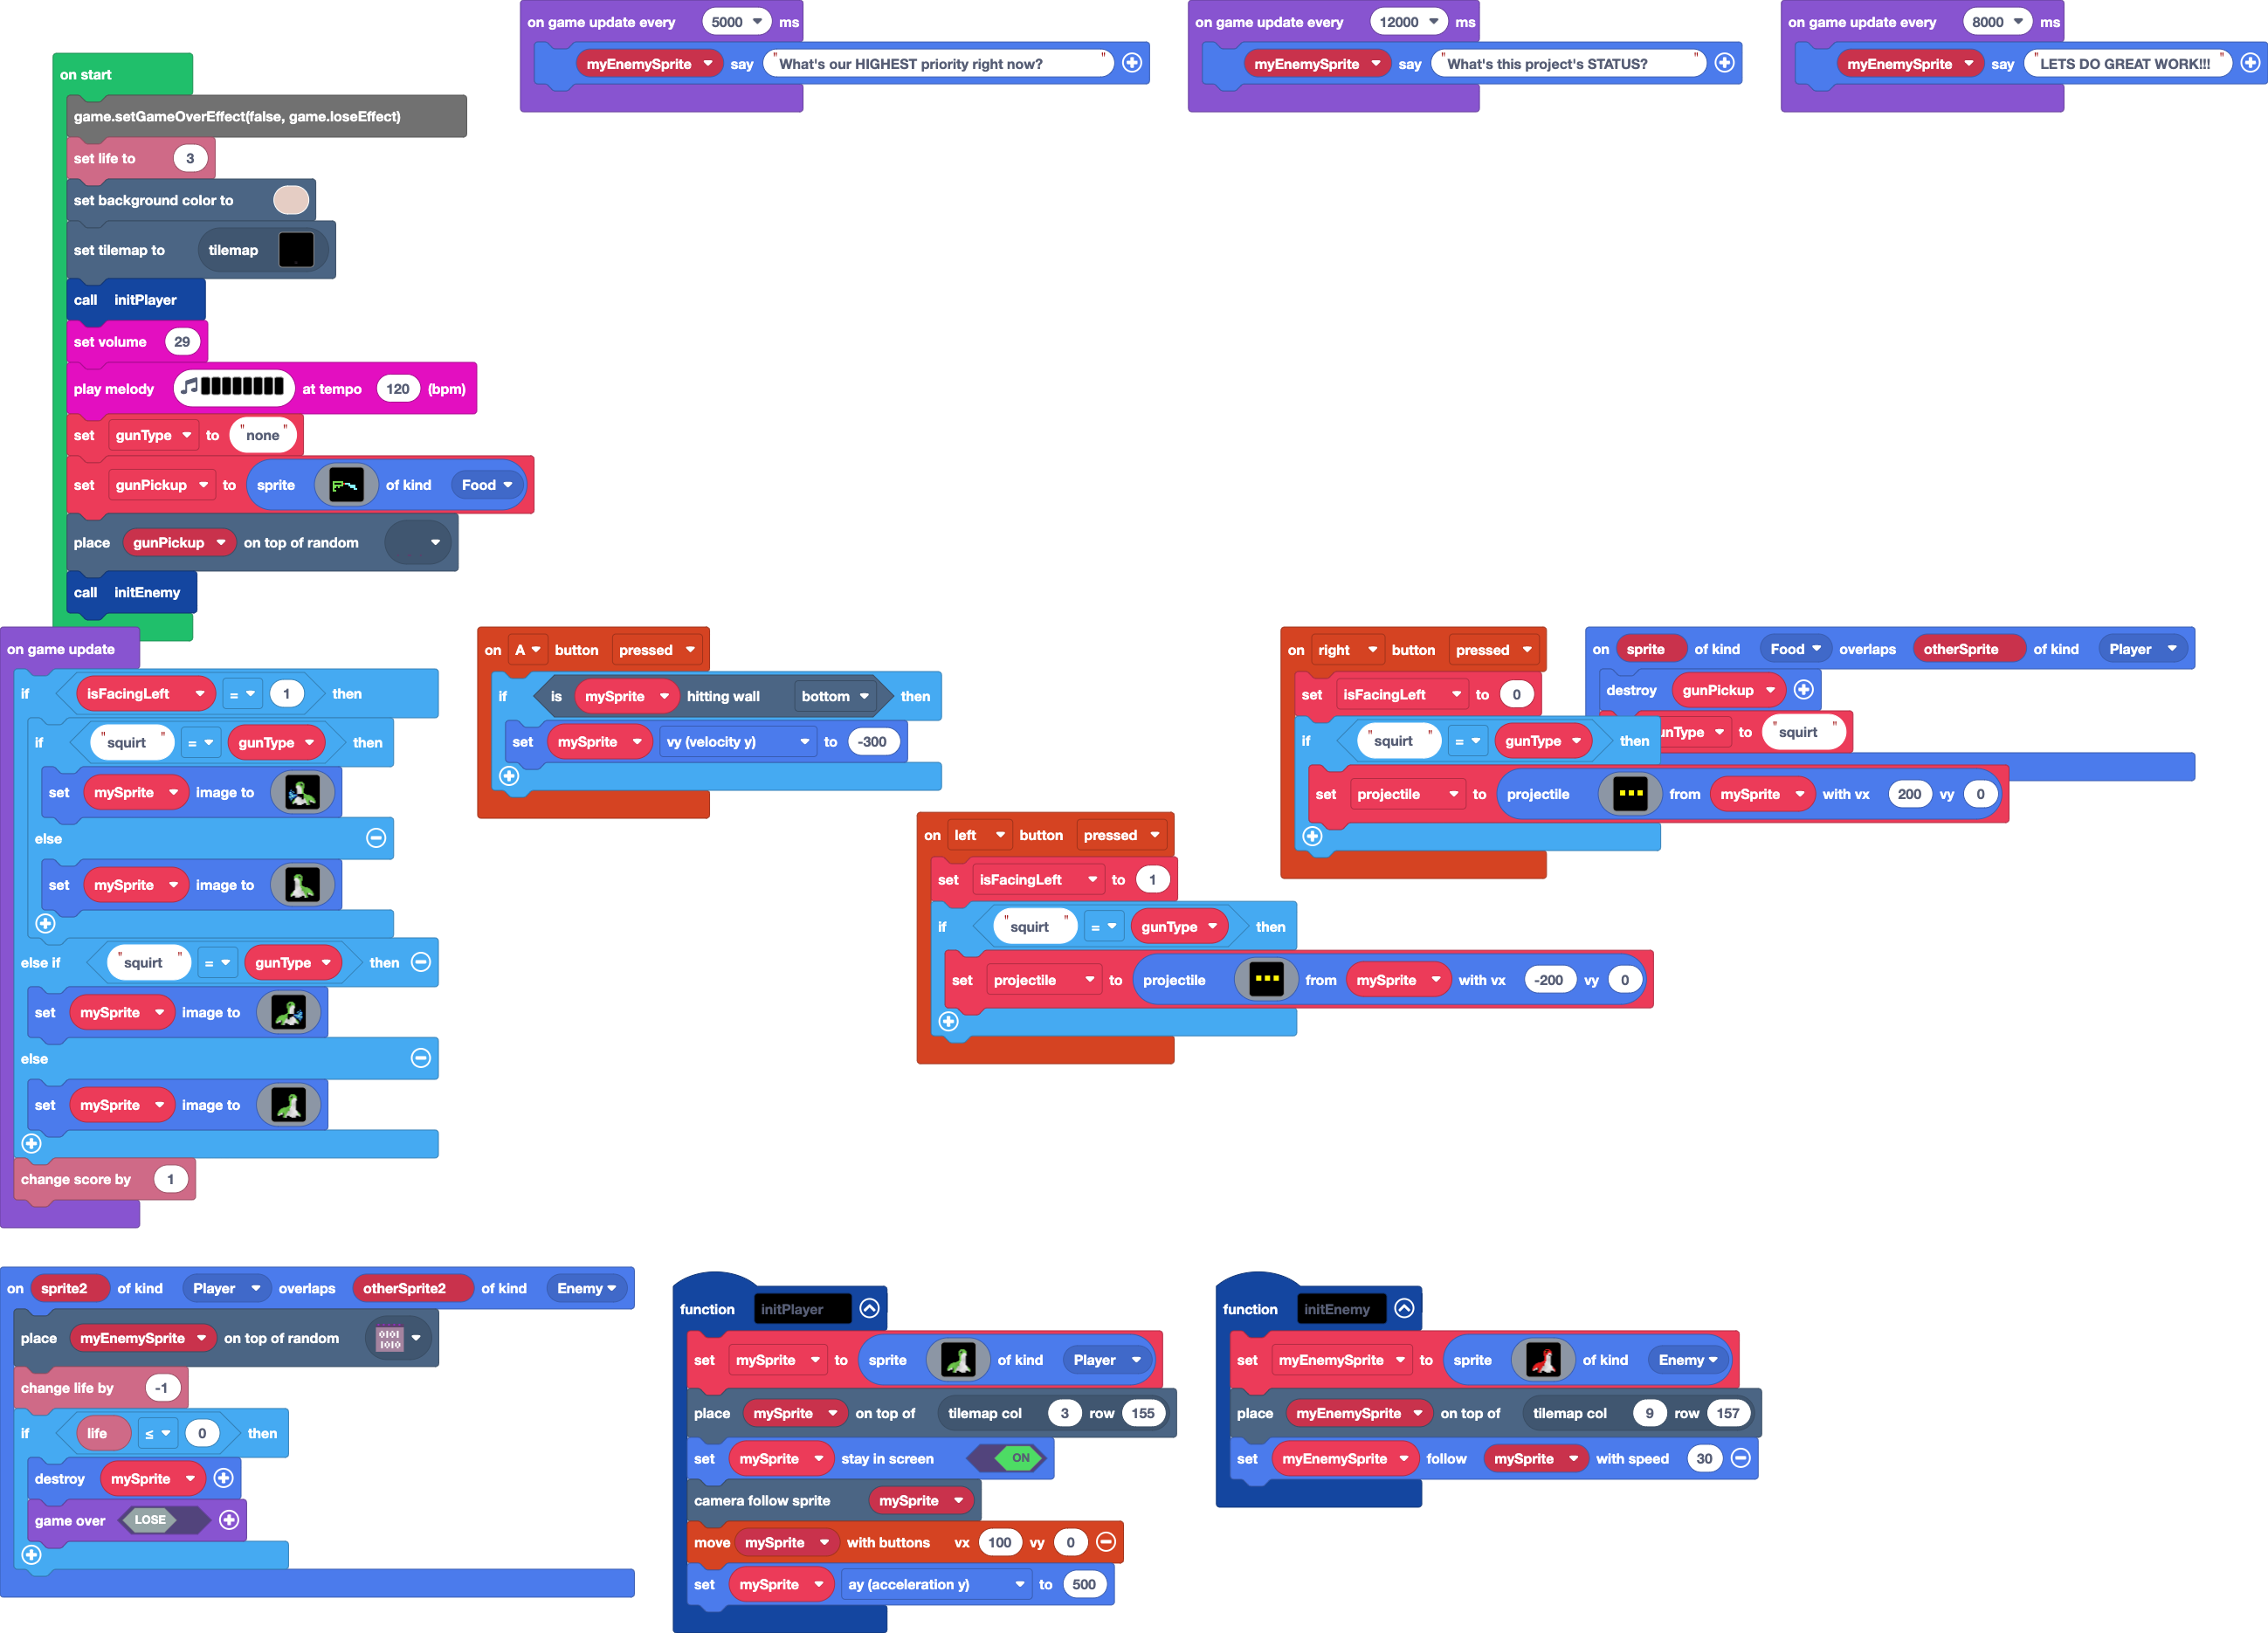 on game update every 5000 ms
myEnemySprite say "What's our HIGHEST priority right now? "
on game update every 12000 ms
myEnemySprite say "What's this project's STATUS? "
on game update every 8000 ms
myEnemySprite say "LETS DO GREAT WORK!!! "
on start
game.setGameOverEffect(false, game.loseEffect)
set life to 3
set background color to
set tilemap to tilemap
call initPlayer
set volume 29
play melody at tempo 120 (bpm)
set gunType to "none"
set gunPickup to sprite of kind Food
place gunPickup on top of random
call initEnemy
on game update
if isFacingLeft = 1 then
if "squirt " = gunType then
set mySprite image to
else
set mySprite image to
else if "squirt " = gunType then
set mySprite image to
else
set mySprite image to
change score by 1
on A button pressed
if is mySprite hitting wall bottom then
set mySprite vy (velocity y) to -300
on left button pressed
set isFacingLeft to 1
if "squirt " = gunType then
set projectile to projectile from mySprite with vx -200 vy 0
on right button pressed
set isFacingLeft to 0
if "squirt " = gunType then
set projectile to projectile from mySprite with vx 200 vy 0
on sprite of kind Food overlaps otherSprite of kind Player
destroy gunPickup
unType to "squirt "
on sprite2 of kind Player overlaps otherSprite2 of kind Enemy
place myEnemySprite on top of random 0101 1010
change life by -1
if life ≤ 0 then
destroy mySprite
game over LOSE
function initPlayer
set mySprite to sprite of kind Player
place mySprite on top of tilemap col 3 row 155
set mySprite stay in screen ON
camera follow sprite mySprite
move mySprite with buttons vx 100 vy 0
set mySprite ay (acceleration y) to 500
function initEnemy
set myEnemySprite to sprite of kind Enemy
place myEnemySprite on top of tilemap col 9 row 157
set myEnemySprite follow mySprite with speed 30